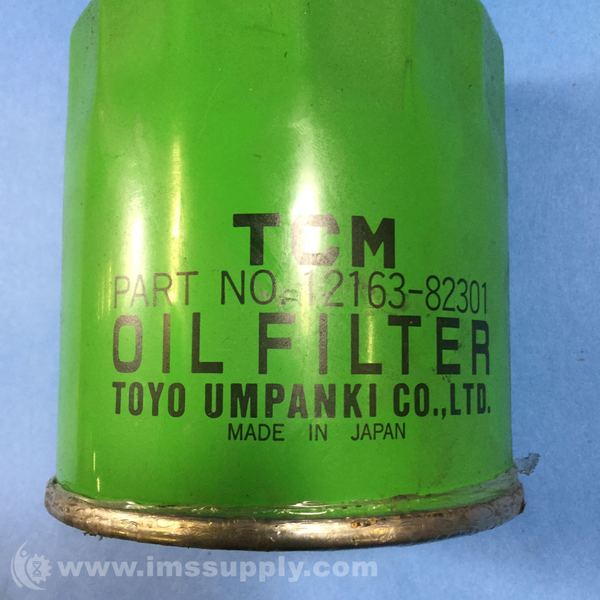 TCM
PART NO. 12163-82301
OIL FILTER
TOYO UMPANKI CO.,LTD.
MADE IN JAPAN
© www.imssupply.com